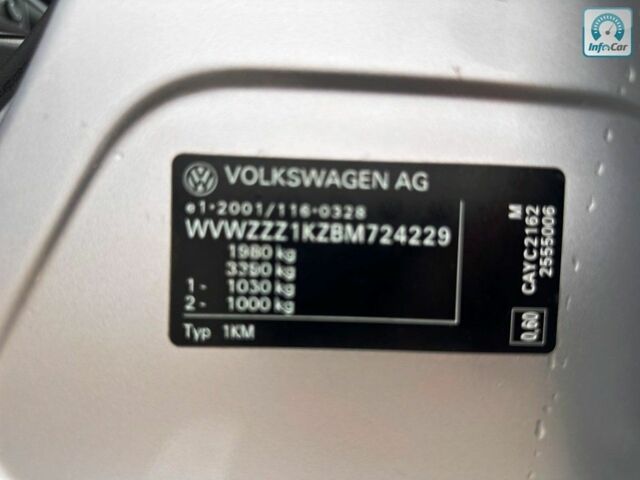 InfoCar
VOLKSWAGEN AG
e1*2001/116*0328
WVWZZZ1KZBM724229
1980 kg
3390 kg
1 - 1030 kg
2 - 1000 kg
Typ 1KM
M
CAYC2162
2555006
0.60